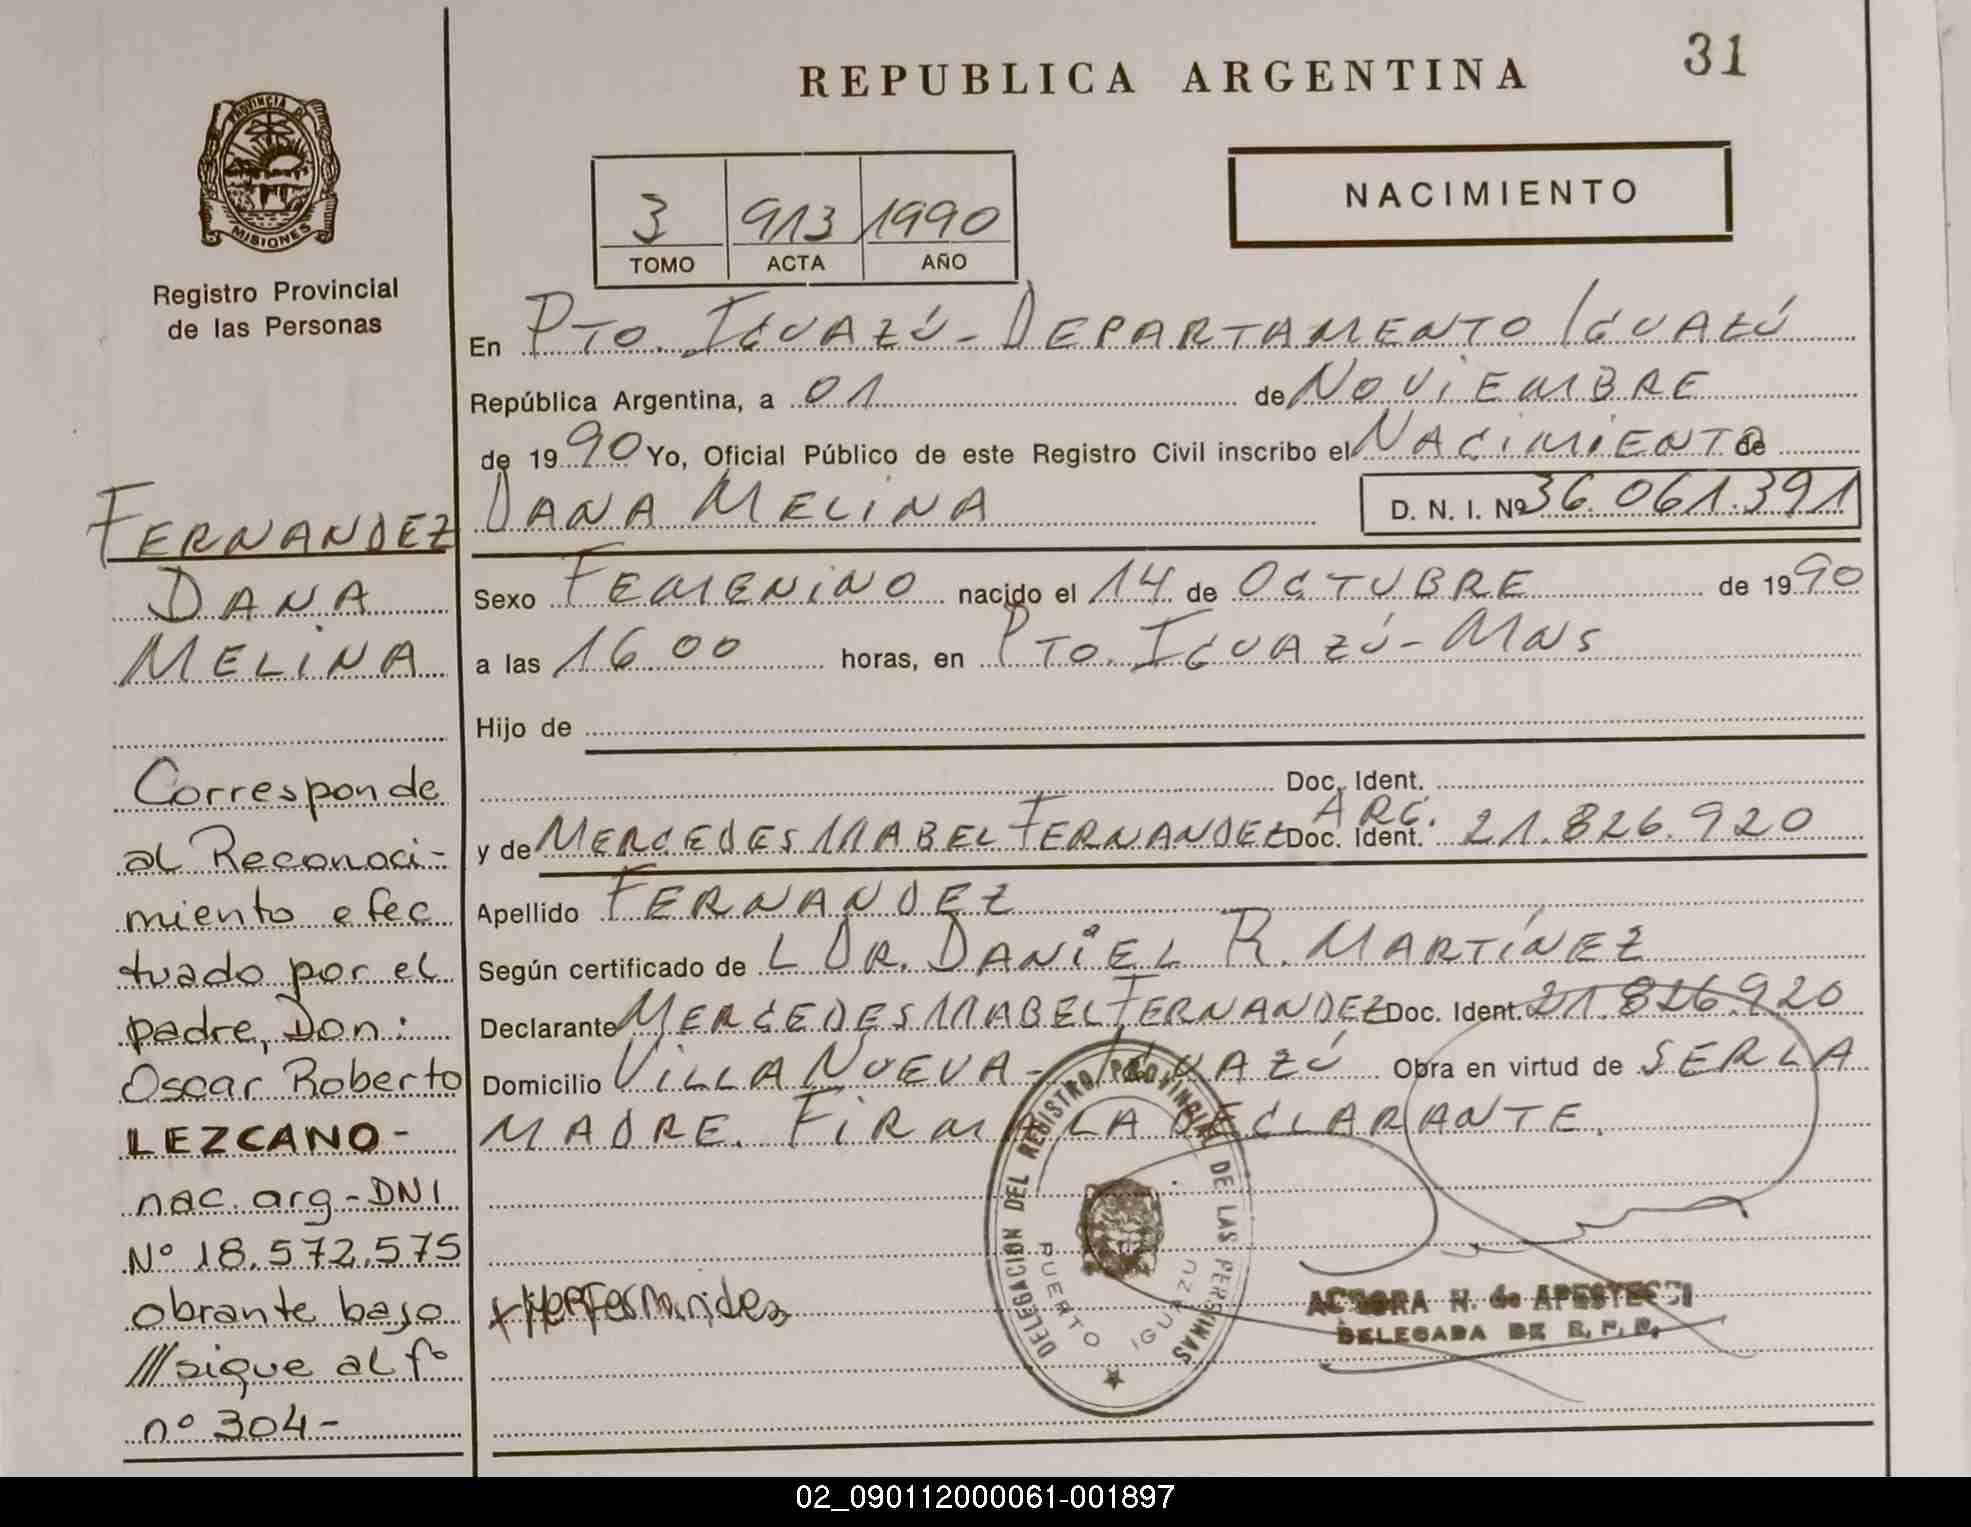 REPUBLICA ARGENTINA
31
PROVINCIA DE
MISIONES
Registro Provincial
de las Personas
3 913 1990
TOMO ACTA AÑO
NACIMIENTO
En PTO. IGUAZÚ - DEPARTAMENTO IGUAZÚ
República Argentina, a 01 de NOVIEMBRE
de 1990 Yo, Oficial Público de este Registro Civil inscribo el NACIMIENTO de
DANA MELINA D. N. I. Nº 36.061.391
Sexo FEMENINO nacido el 14 de OCTUBRE de 1990
a las 16.00 horas, en PTO. IGUAZÚ - MNS
Hijo de
Doc. Ident.
ARG.
y de MERCEDES MABEL FERNANDEZ Doc. Ident. 21.826.920
Apellido FERNANDEZ
Según certificado de L DR. DANIEL R. MARTÍNEZ
Declarante MERCEDES MABEL FERNANDEZ Doc. Ident. 21.826.920
Domicilio VILLA NUEVA - IGUAZÚ Obra en virtud de SER LA
MADRE. FIRMA LA DECLARANTE.
FERNANDEZ
DANA
MELINA
Corresponde
al Reconoci-
miento efec
tuado por el
padre, Don:
Oscar Roberto
LEZCANO -
nac. arg - DNI
Nº 18.572.575
obrante bajo
/// sigue al fº
nº 304 -
DELEGACION DEL REGISTRO PROVINCIAL DE LAS PERSONAS
PUERTO IGUAZU
H. de
DELEGADA DE R. P. P.
02_090112000061-001897